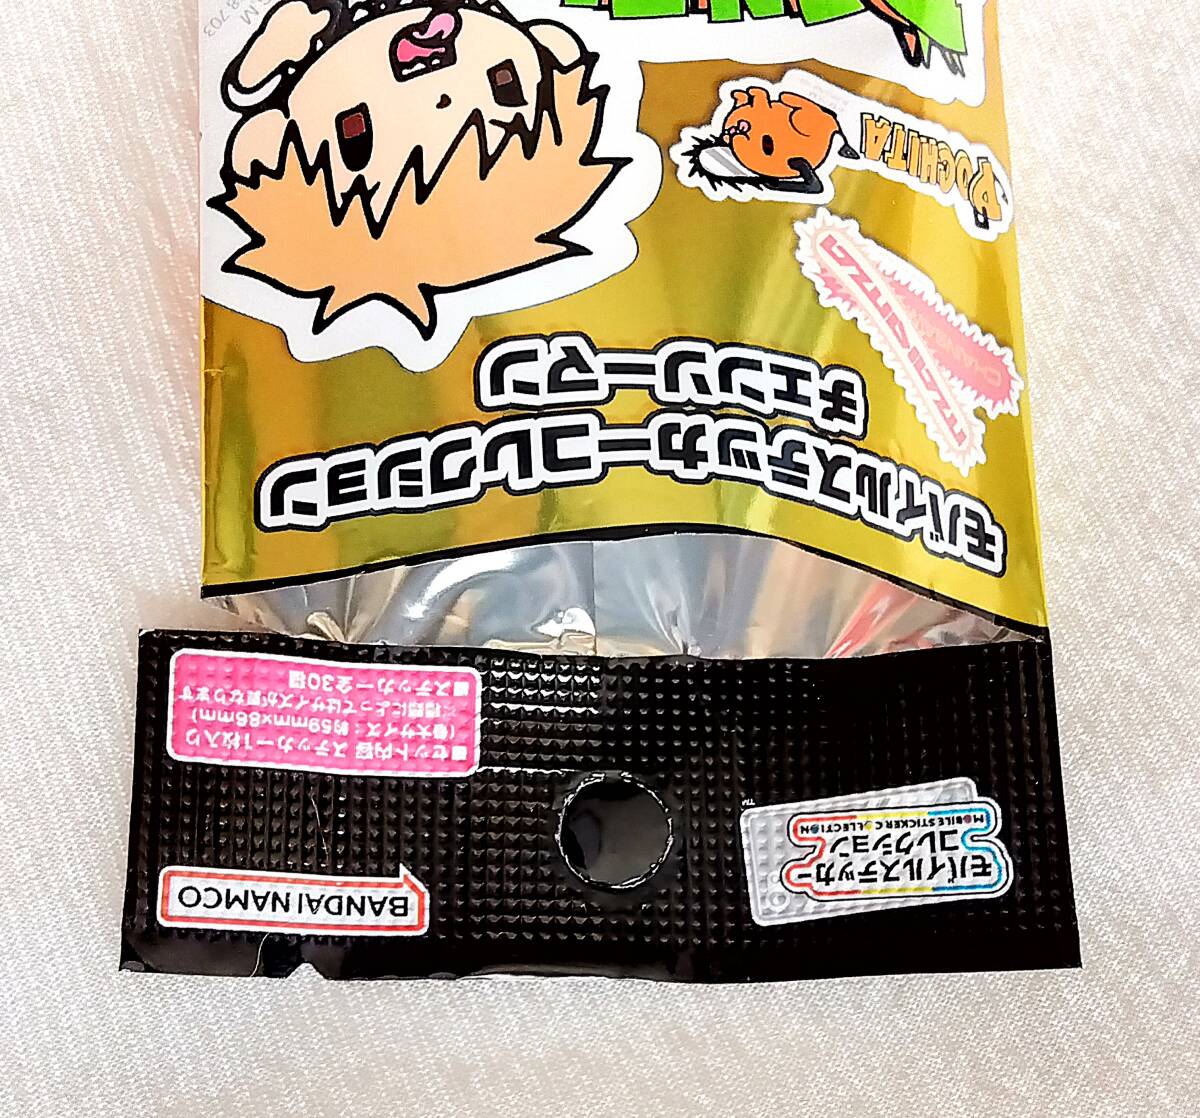 モバイルステッカー
コレクション
MOBILE STICKER COLLECTION
TM
BANDAI NAMCO
■セット内容 ステッカー1枚入り
(最大サイズ：約59mm×86mm)
※種類によってはサイズが異なります
■ステッカー 全30種
モバイルステッカーコレクション
チェンソーマン
POCHITA